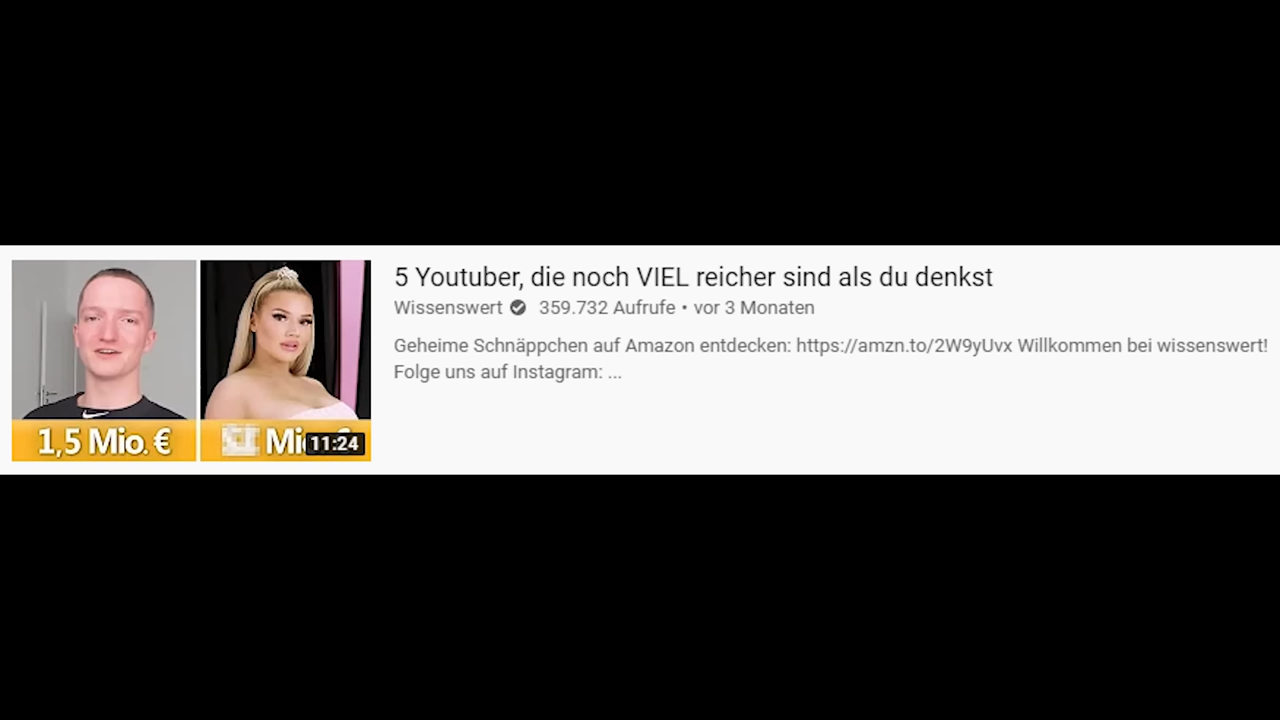 5 Youtuber, die noch VIEL reicher sind als du denkst
Wissenswert 359.732 Aufrufe • vor 3 Monaten
Geheime Schnäppchen auf Amazon entdecken: https://amzn.to/2W9yUvx Willkommen bei wissenswert!
Folge uns auf Instagram: ...
1,5 Mio. €
11:24